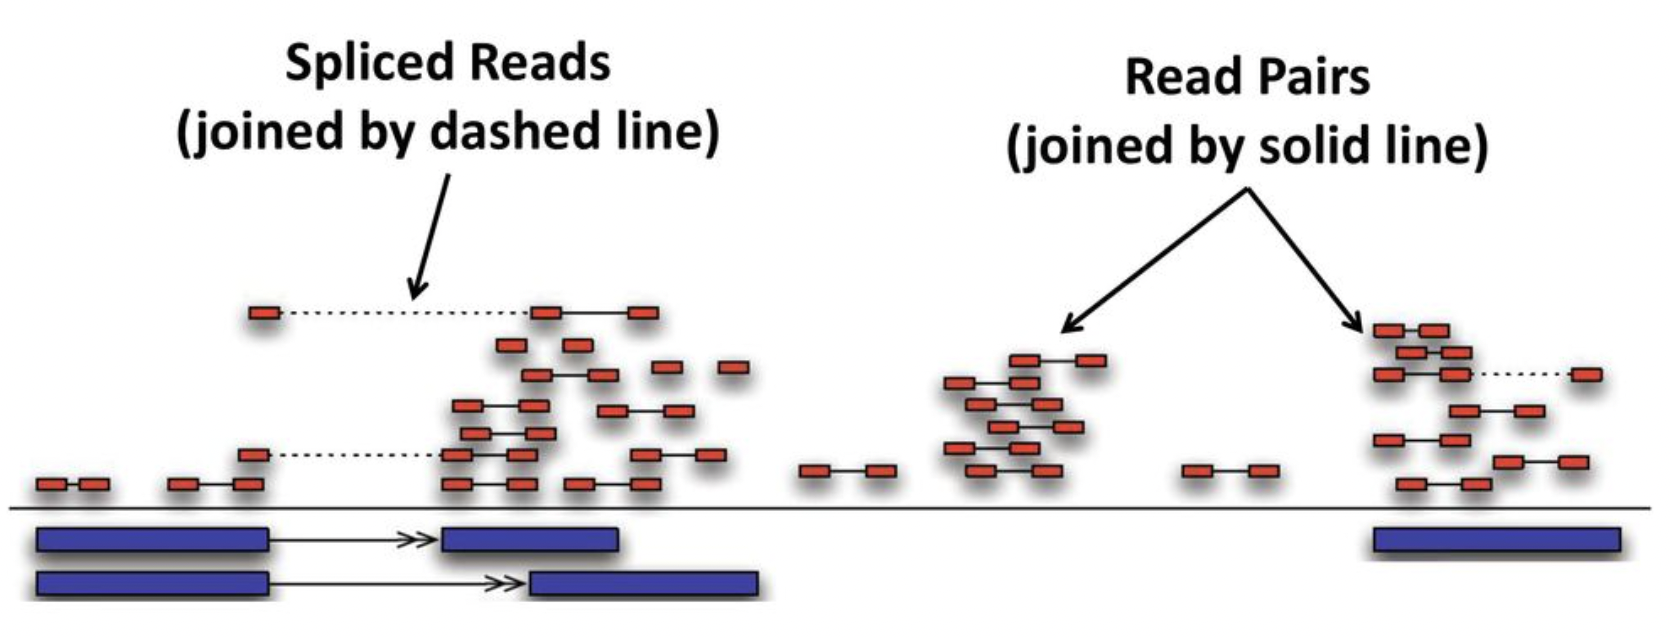 Spliced Reads
(joined by dashed line)
Read Pairs
(joined by solid line)